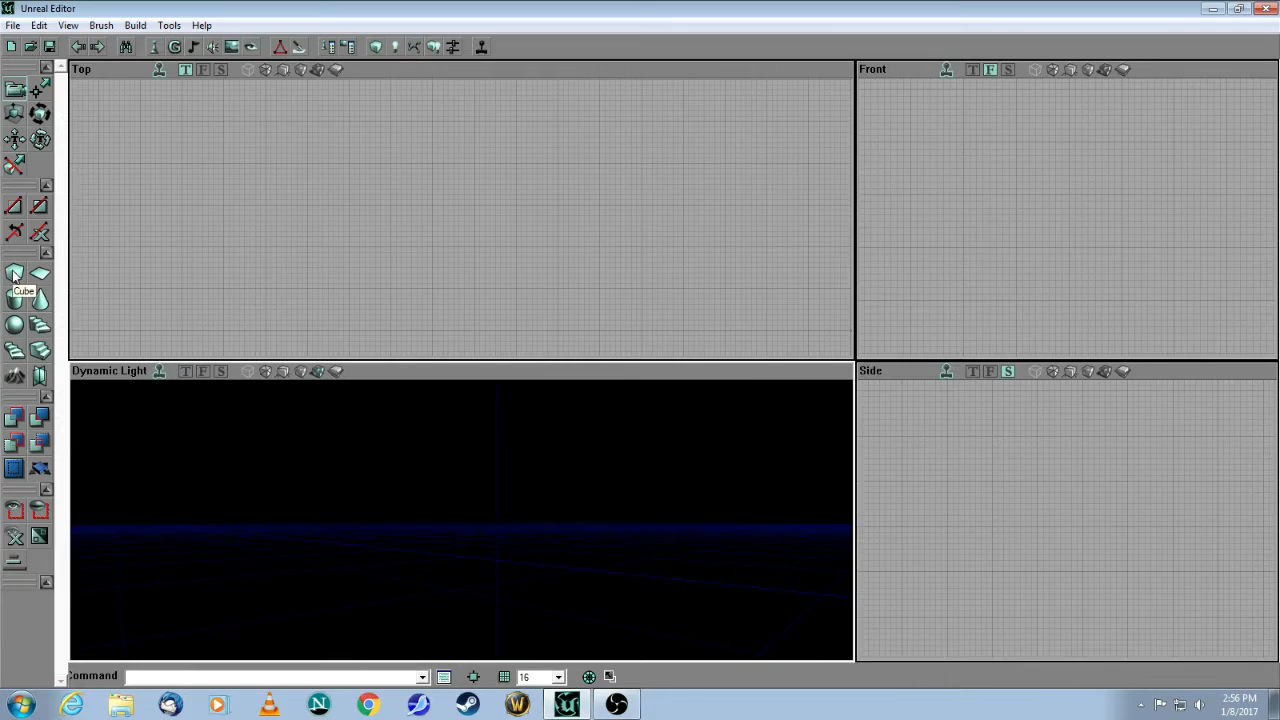 Unreal Editor
File Edit View Brush Build Tools Help
Top T F S
Front T F S
Cube
Dynamic Light T F S
Side T F S
ommand 16
2:56 PM
1/8/2017